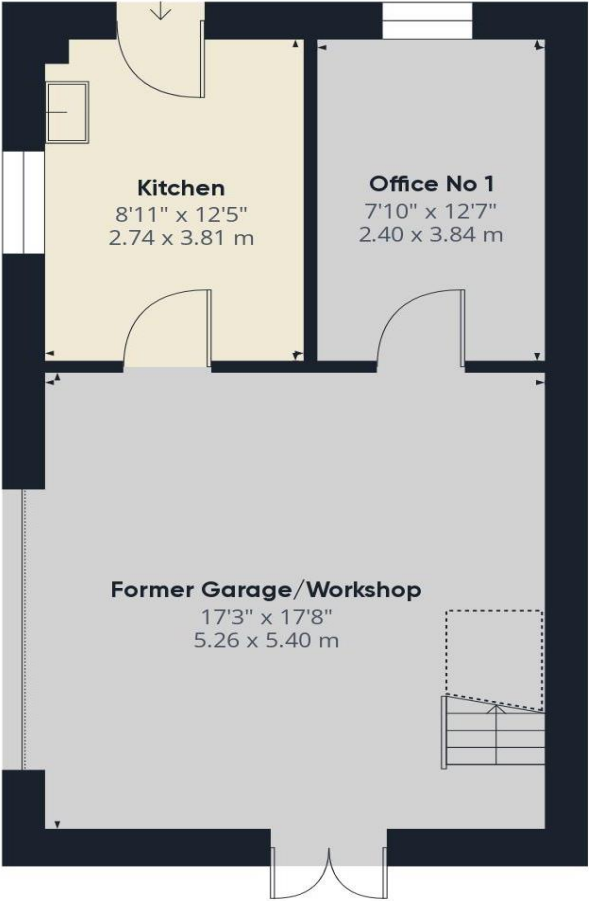 Kitchen
8'11" x 12'5"
2.74 x 3.81 m
Office No 1
7'10" x 12'7"
2.40 x 3.84 m
Former Garage/Workshop
17'3" x 17'8"
5.26 x 5.40 m